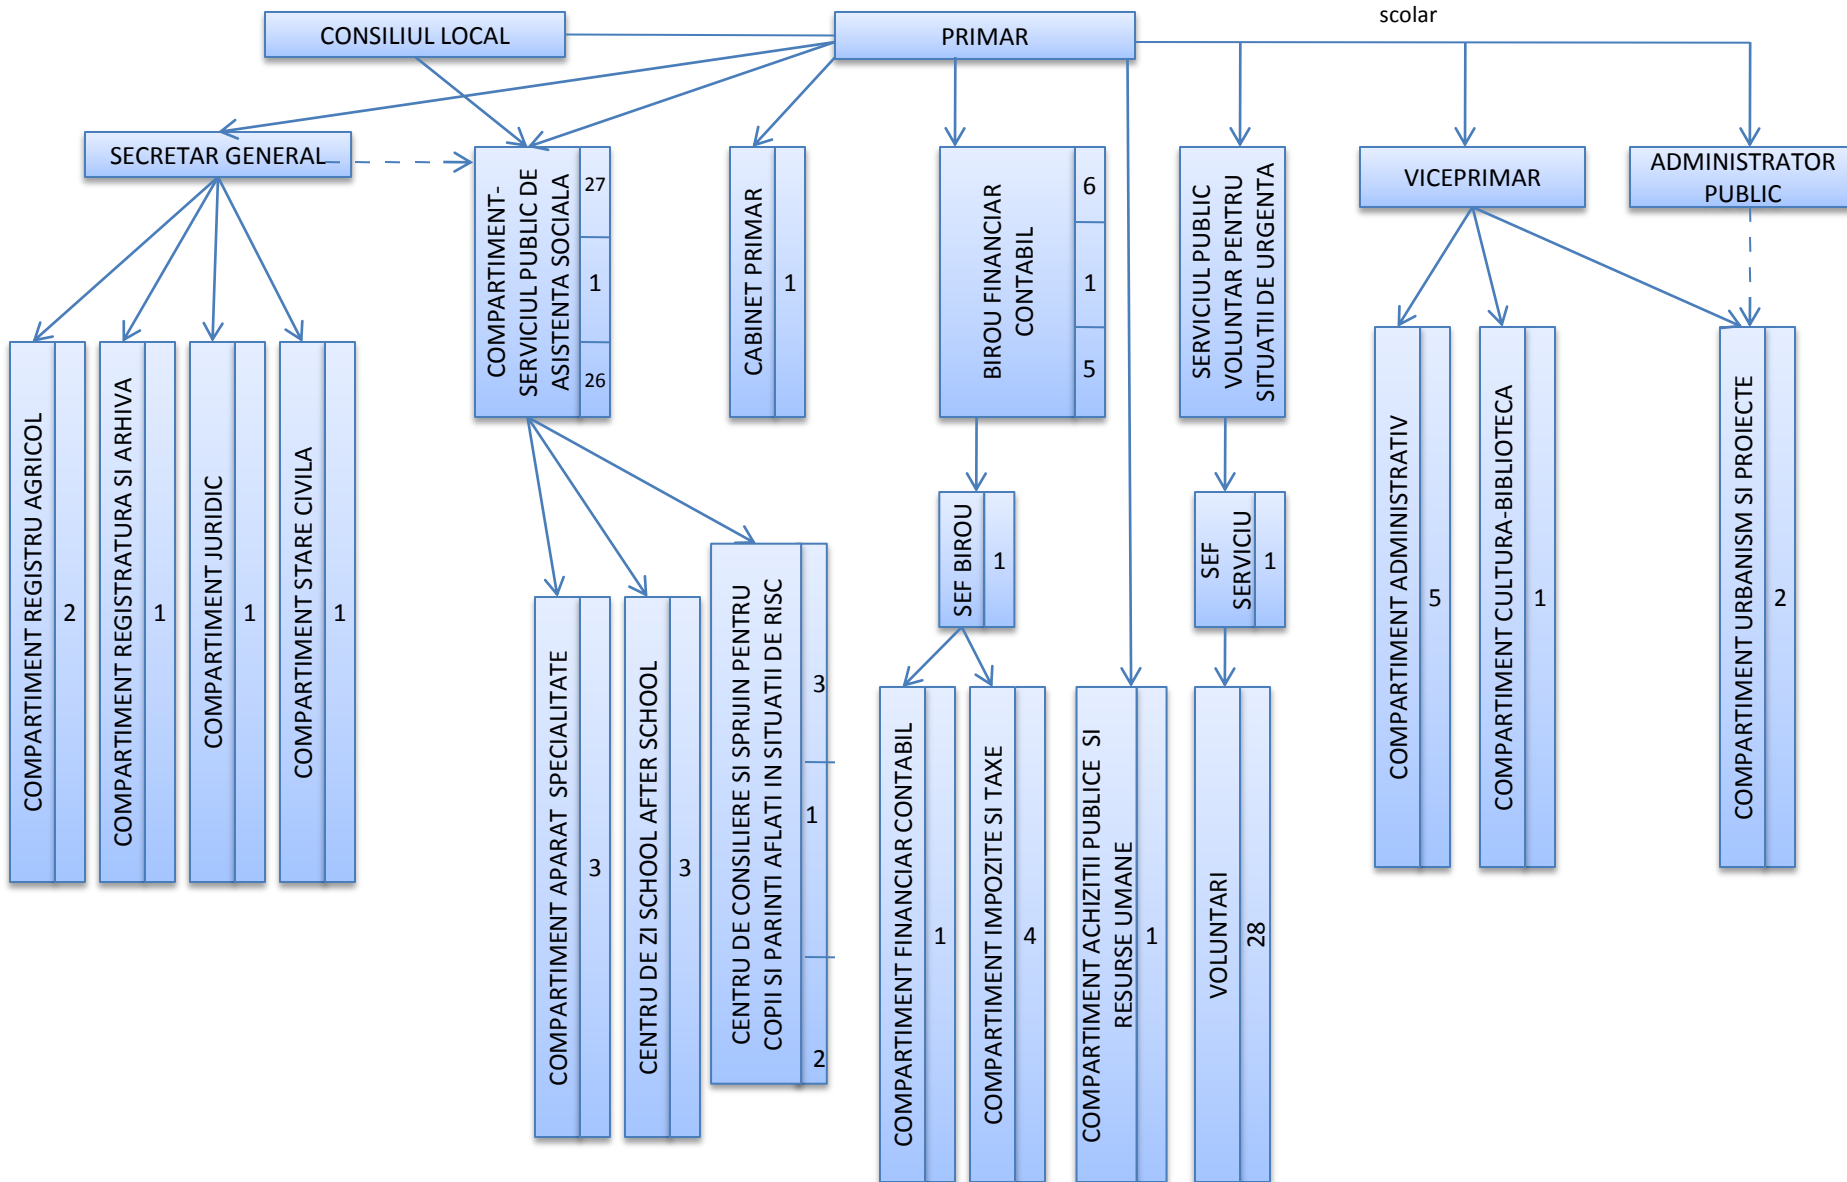 scolar
CONSILIUL LOCAL
PRIMAR
SECRETAR GENERAL
COMPARTIMENT-
SERVICIUL PUBLIC DE
ASISTENTA SOCIALA
27
1
26
CABINET PRIMAR
1
BIROU FINANCIAR
CONTABIL
6
1
5
SERVICIUL PUBLIC
VOLUNTAR PENTRU
SITUATII DE URGENTA
VICEPRIMAR
ADMINISTRATOR
PUBLIC
COMPARTIMENT REGISTRU AGRICOL
2
COMPARTIMENT REGISTRATURA SI ARHIVA
1
COMPARTIMENT JURIDIC
1
COMPARTIMENT STARE CIVILA
1
COMPARTIMENT APARAT SPECIALITATE
3
CENTRU DE ZI SCHOOL AFTER SCHOOL
3
CENTRU DE CONSILIERE SI SPRIJIN PENTRU
COPII SI PARINTI AFLATI IN SITUATII DE RISC
3
1
2
SEF BIROU
1
SEF
SERVICIU
1
COMPARTIMENT FINANCIAR CONTABIL
1
COMPARTIMENT IMPOZITE SI TAXE
4
COMPARTIMENT ACHIZITII PUBLICE SI
RESURSE UMANE
1
VOLUNTARI
28
COMPARTIMENT ADMINISTRATIV
5
COMPARTIMENT CULTURA-BIBLIOTECA
1
COMPARTIMENT URBANISM SI PROIECTE
2